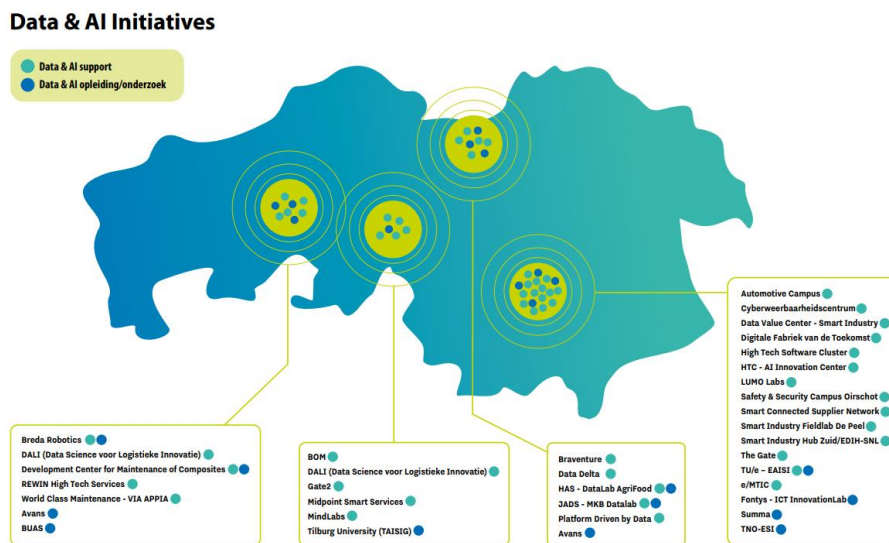 Data & AI Initiatives
Data & AI support
Data & AI opleiding/onderzoek
Breda Robotics
DALI (Data Science voor Logistieke Innovatie)
Development Center for Maintenance of Composites
REWIN High Tech Services
World Class Maintenance - VIA APPIA
Avans
BUAS
BOM
DALI (Data Science voor Logistieke Innovatie)
Gate2
Midpoint Smart Services
MindLabs
Tilburg University (TAISIG)
Braventure
Data Delta
HAS - DataLab AgriFood
JADS - MKB Datalab
Platform Driven by Data
Avans
Automotive Campus
Cyberweerbaarheidscentrum
Data Value Center - Smart Industry
Digitale Fabriek van de Toekomst
High Tech Software Cluster
HTC - AI Innovation Center
LUMO Labs
Safety & Security Campus Oirschot
Smart Connected Supplier Network
Smart Industry Fieldlab De Peel
Smart Industry Hub Zuid/EDIH-SNL
The Gate
TU/e – EAISI
e/MTIC
Fontys - ICT InnovationLab
Summa
TNO-ESI